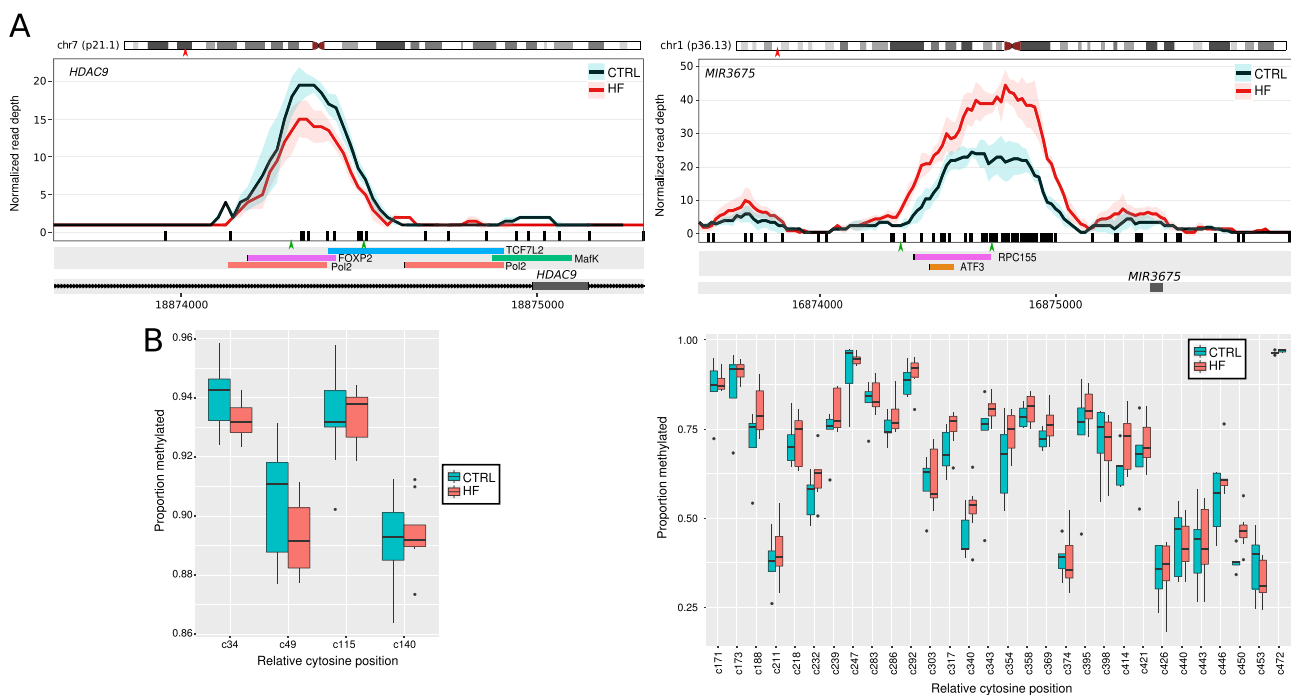 A
chr7 (p21.1)
HDAC9
CTRL
HF
Normalized read depth
20
15
10
5
0
TCF7L2
FOXP2
MafK
Pol2
Pol2
HDAC9
18874000
18875000
chr1 (p36.13)
MIR3675
CTRL
HF
Normalized read depth
50
40
30
20
10
0
RPC155
ATF3
MIR3675
16874000
16875000
B
Proportion methylated
0.96
0.94
0.92
0.90
0.88
0.86
c34
c49
c115
c140
Relative cytosine position
CTRL
HF
Proportion methylated
1.00
0.75
0.50
0.25
CTRL
HF
c171
c173
c188
c211
c218
c232
c239
c247
c283
c286
c292
c303
c317
c340
c343
c354
c358
c369
c374
c395
c398
c414
c421
c426
c440
c443
c446
c450
c453
c472
Relative cytosine position